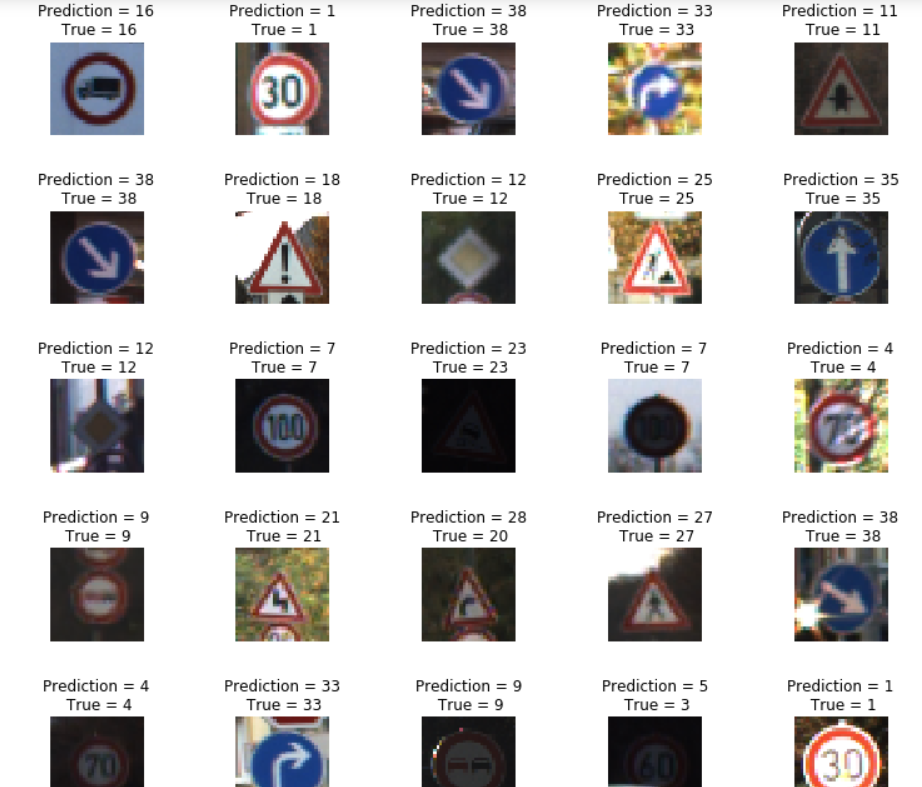 Prediction = 16 Prediction = 1 Prediction = 38 Prediction = 33 Prediction = 11
True = 16 True = 1 True = 38 True = 33 True = 11
30
Prediction = 38 Prediction = 18 Prediction = 12 Prediction = 25 Prediction = 35
True = 38 True = 18 True = 12 True = 25 True = 35
Prediction = 12 Prediction = 7 Prediction = 23 Prediction = 7 Prediction = 4
True = 12 True = 7 True = 23 True = 7 True = 4
100 100 70
Prediction = 9 Prediction = 21 Prediction = 28 Prediction = 27 Prediction = 38
True = 9 True = 21 True = 20 True = 27 True = 38
Prediction = 4 Prediction = 33 Prediction = 9 Prediction = 5 Prediction = 1
True = 4 True = 33 True = 9 True = 3 True = 1
70 60 30